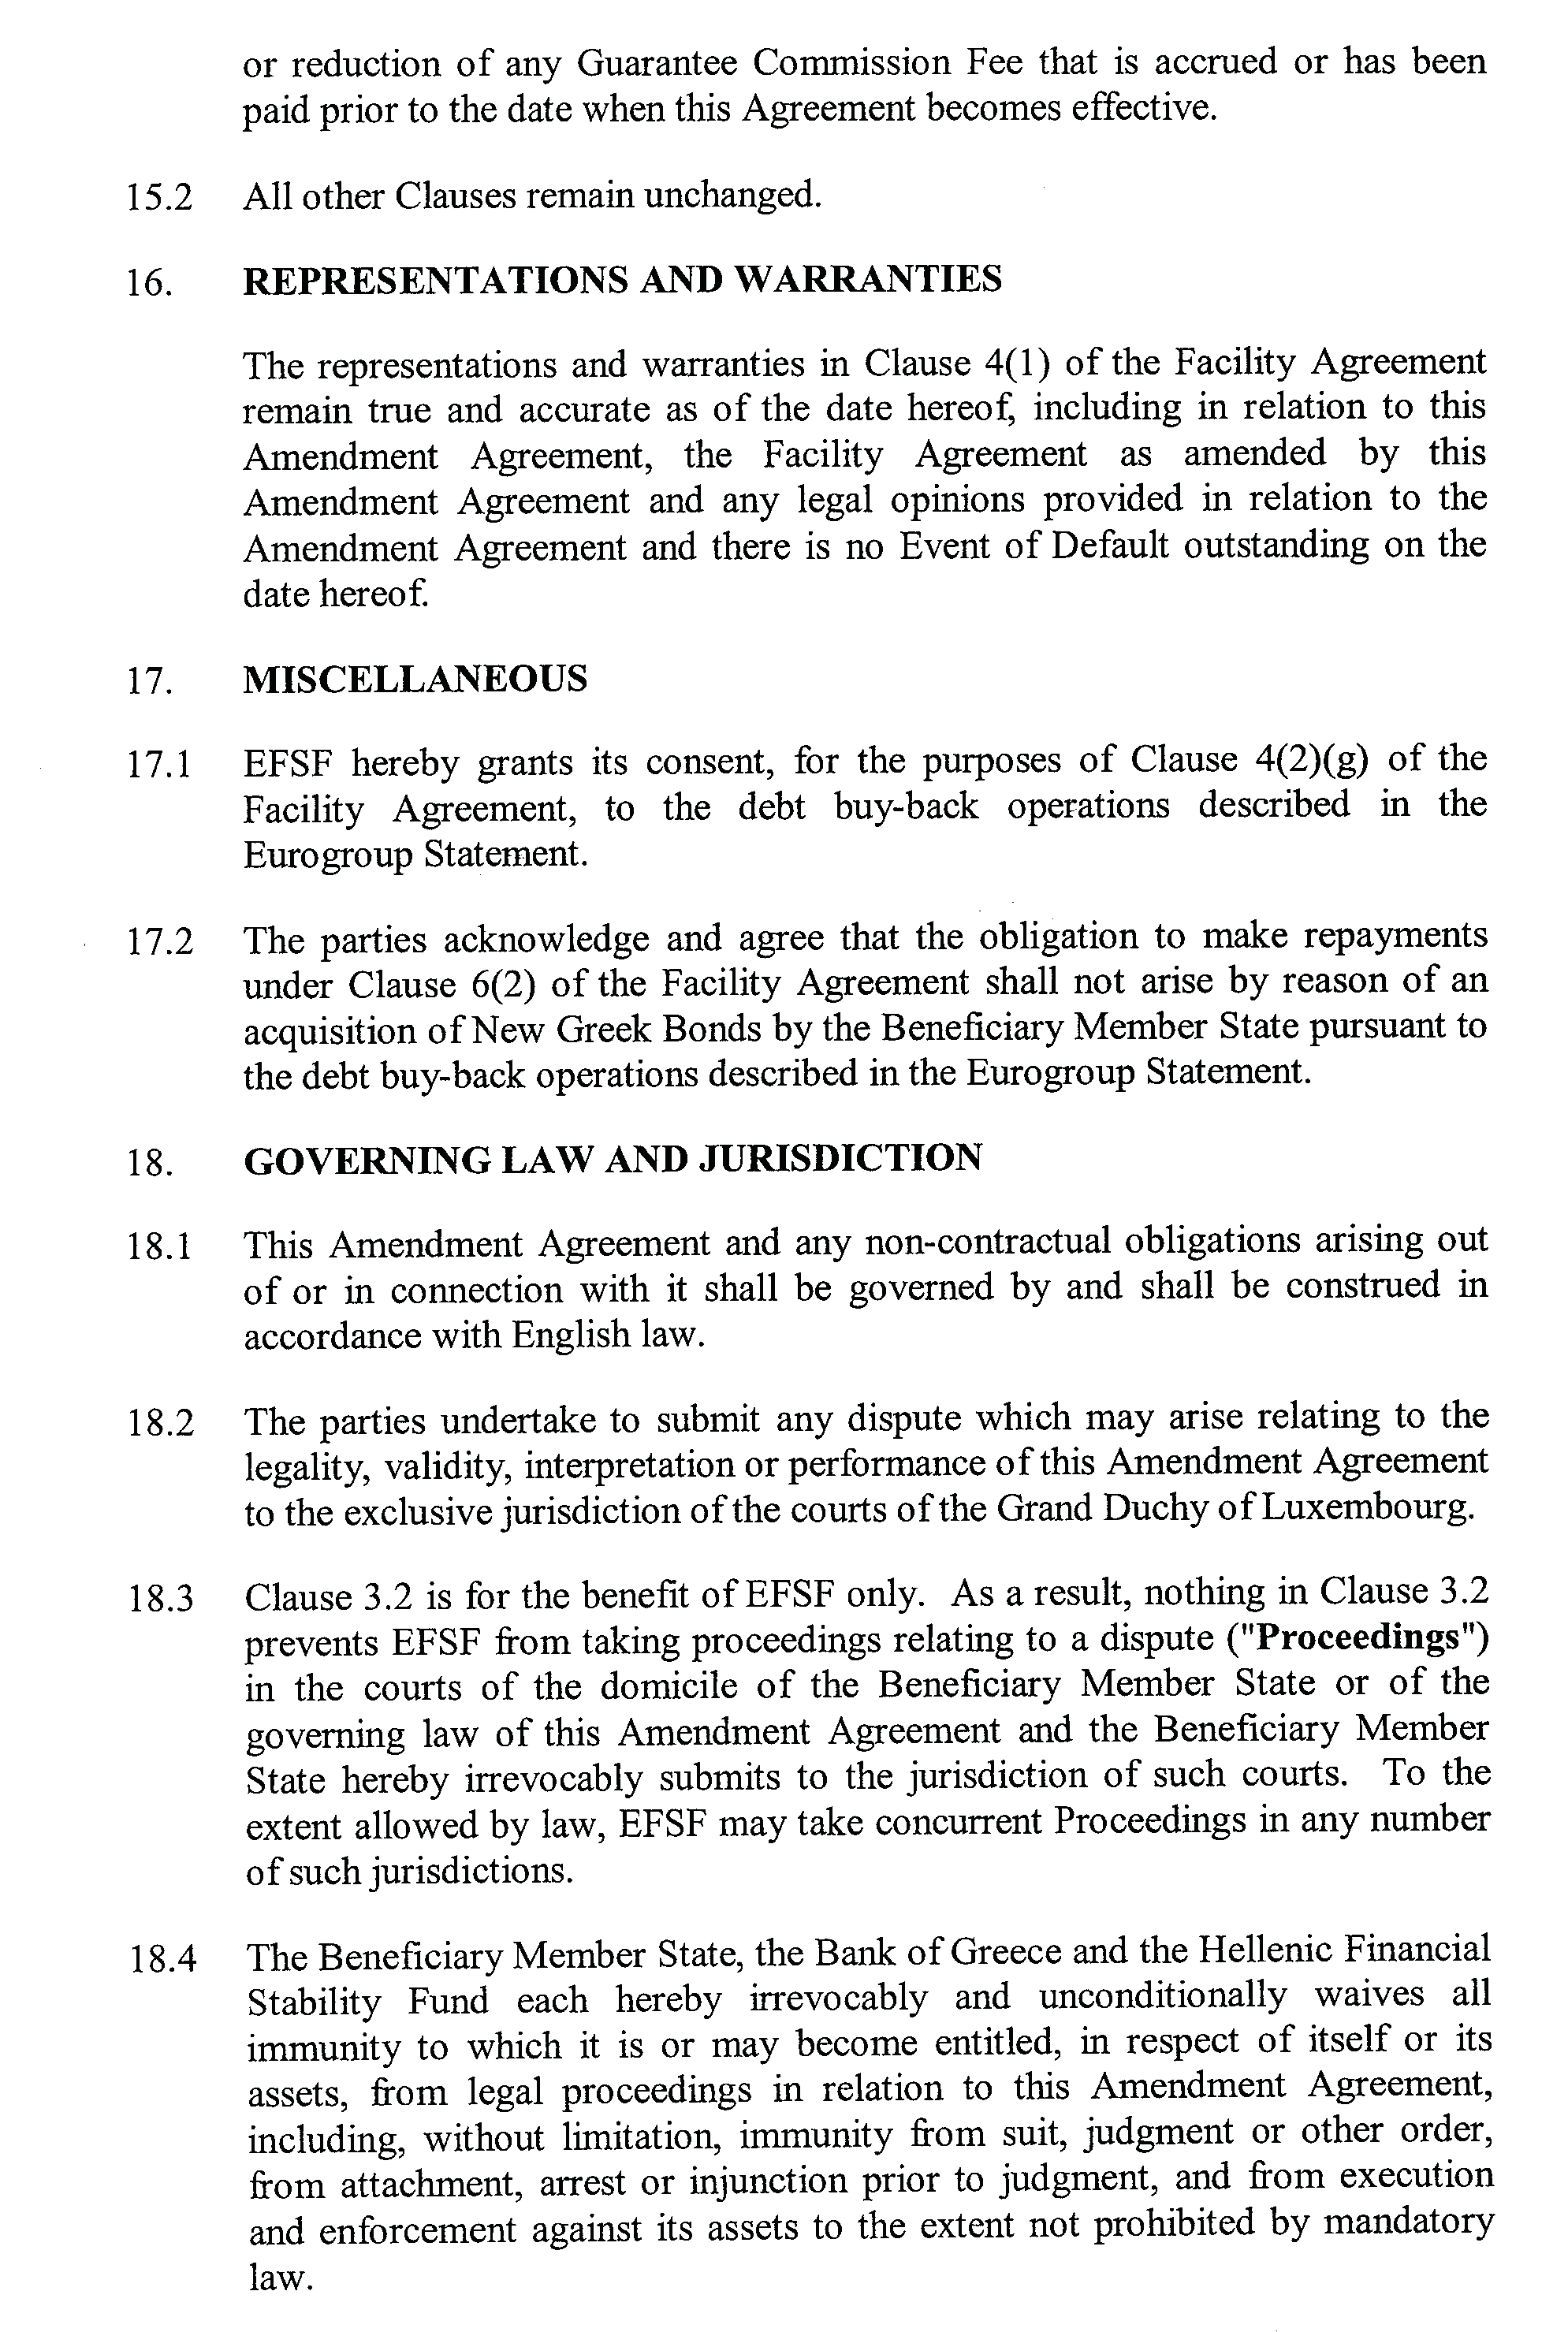 or reduction of any Guarantee Commission Fee that is accrued or has been
paid prior to the date when this Agreement becomes effective.
15.2 All other Clauses remain unchanged.
16. REPRESENTATIONS AND WARRANTIES
The representations and warranties in Clause 4(1) of the Facility Agreement
remain true and accurate as of the date hereof, including in relation to this
Amendment Agreement, the Facility Agreement as amended by this
Amendment Agreement and any legal opinions provided in relation to the
Amendment Agreement and there is no Event of Default outstanding on the
date hereof.
17. MISCELLANEOUS
17.1 EFSF hereby grants its consent, for the purposes of Clause 4(2)(g) of the
Facility Agreement, to the debt buy-back operations described in the
Eurogroup Statement.
17.2 The parties acknowledge and agree that the obligation to make repayments
under Clause 6(2) of the Facility Agreement shall not arise by reason of an
acquisition of New Greek Bonds by the Beneficiary Member State pursuant to
the debt buy-back operations described in the Eurogroup Statement.
18. GOVERNING LAW AND JURISDICTION
18.1 This Amendment Agreement and any non-contractual obligations arising out
of or in connection with it shall be governed by and shall be construed in
accordance with English law.
18.2 The parties undertake to submit any dispute which may arise relating to the
legality, validity, interpretation or performance of this Amendment Agreement
to the exclusive jurisdiction of the courts of the Grand Duchy of Luxembourg.
18.3 Clause 3.2 is for the benefit of EFSF only. As a result, nothing in Clause 3.2
prevents EFSF from taking proceedings relating to a dispute ("Proceedings")
in the courts of the domicile of the Beneficiary Member State or of the
governing law of this Amendment Agreement and the Beneficiary Member
State hereby irrevocably submits to the jurisdiction of such courts. To the
extent allowed by law, EFSF may take concurrent Proceedings in any number
of such jurisdictions.
18.4 The Beneficiary Member State, the Bank of Greece and the Hellenic Financial
Stability Fund each hereby irrevocably and unconditionally waives all
immunity to which it is or may become entitled, in respect of itself or its
assets, from legal proceedings in relation to this Amendment Agreement,
including, without limitation, immunity from suit, judgment or other order,
from attachment, arrest or injunction prior to judgment, and from execution
and enforcement against its assets to the extent not prohibited by mandatory
law.